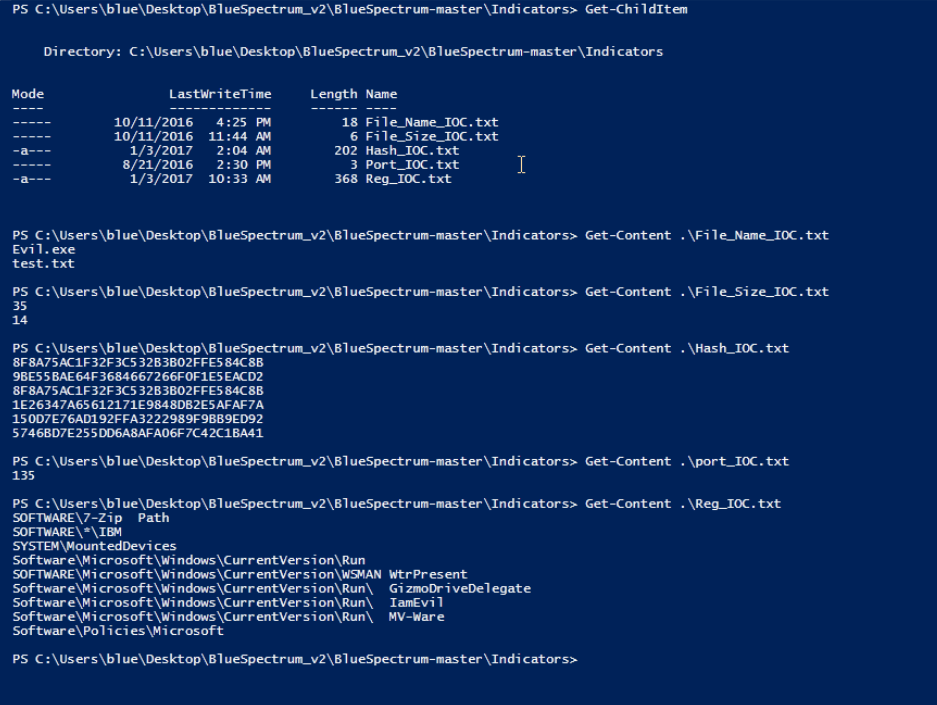 PS C:\Users\blue\Desktop\BlueSpectrum_v2\BlueSpectrum-master\Indicators> Get-ChildItem
Directory: C:\Users\blue\Desktop\BlueSpectrum_v2\BlueSpectrum-master\Indicators
Mode LastWriteTime Length Name
---- ------------- ------ ----
----- 10/11/2016 4:25 PM 18 File_Name_IOC.txt
----- 10/11/2016 11:44 AM 6 File_Size_IOC.txt
-a--- 1/3/2017 2:04 AM 202 Hash_IOC.txt
----- 8/21/2016 2:30 PM 3 Port_IOC.txt
-a--- 1/3/2017 10:33 AM 368 Reg_IOC.txt
PS C:\Users\blue\Desktop\BlueSpectrum_v2\BlueSpectrum-master\Indicators> Get-Content .\File_Name_IOC.txt
Evil.exe
test.txt
PS C:\Users\blue\Desktop\BlueSpectrum_v2\BlueSpectrum-master\Indicators> Get-Content .\File_Size_IOC.txt
35
14
PS C:\Users\blue\Desktop\BlueSpectrum_v2\BlueSpectrum-master\Indicators> Get-Content .\Hash_IOC.txt
8F8A75AC1F32F3C532B3B02FFE584C8B
9BE55BAE64F3684667266F0F1E5EACD2
8F8A75AC1F32F3C532B3B02FFE584C8B
1E26347A65612171E9848DB2E5AFAF7A
150D7E76AD192FFA3222989F9BB9ED92
5746BD7E255DD6A8AFA06F7C42C1BA41
PS C:\Users\blue\Desktop\BlueSpectrum_v2\BlueSpectrum-master\Indicators> Get-Content .\port_IOC.txt
135
PS C:\Users\blue\Desktop\BlueSpectrum_v2\BlueSpectrum-master\Indicators> Get-Content .\Reg_IOC.txt
SOFTWARE\7-Zip  Path
SOFTWARE\*\IBM
SYSTEM\MountedDevices
Software\Microsoft\Windows\CurrentVersion\Run
SOFTWARE\Microsoft\Windows\CurrentVersion\WSMAN WtrPresent
Software\Microsoft\Windows\CurrentVersion\Run\  GizmoDriveDelegate
Software\Microsoft\Windows\CurrentVersion\Run\  IamEvil
Software\Microsoft\Windows\CurrentVersion\Run\  MV-Ware
Software\Policies\Microsoft
PS C:\Users\blue\Desktop\BlueSpectrum_v2\BlueSpectrum-master\Indicators>